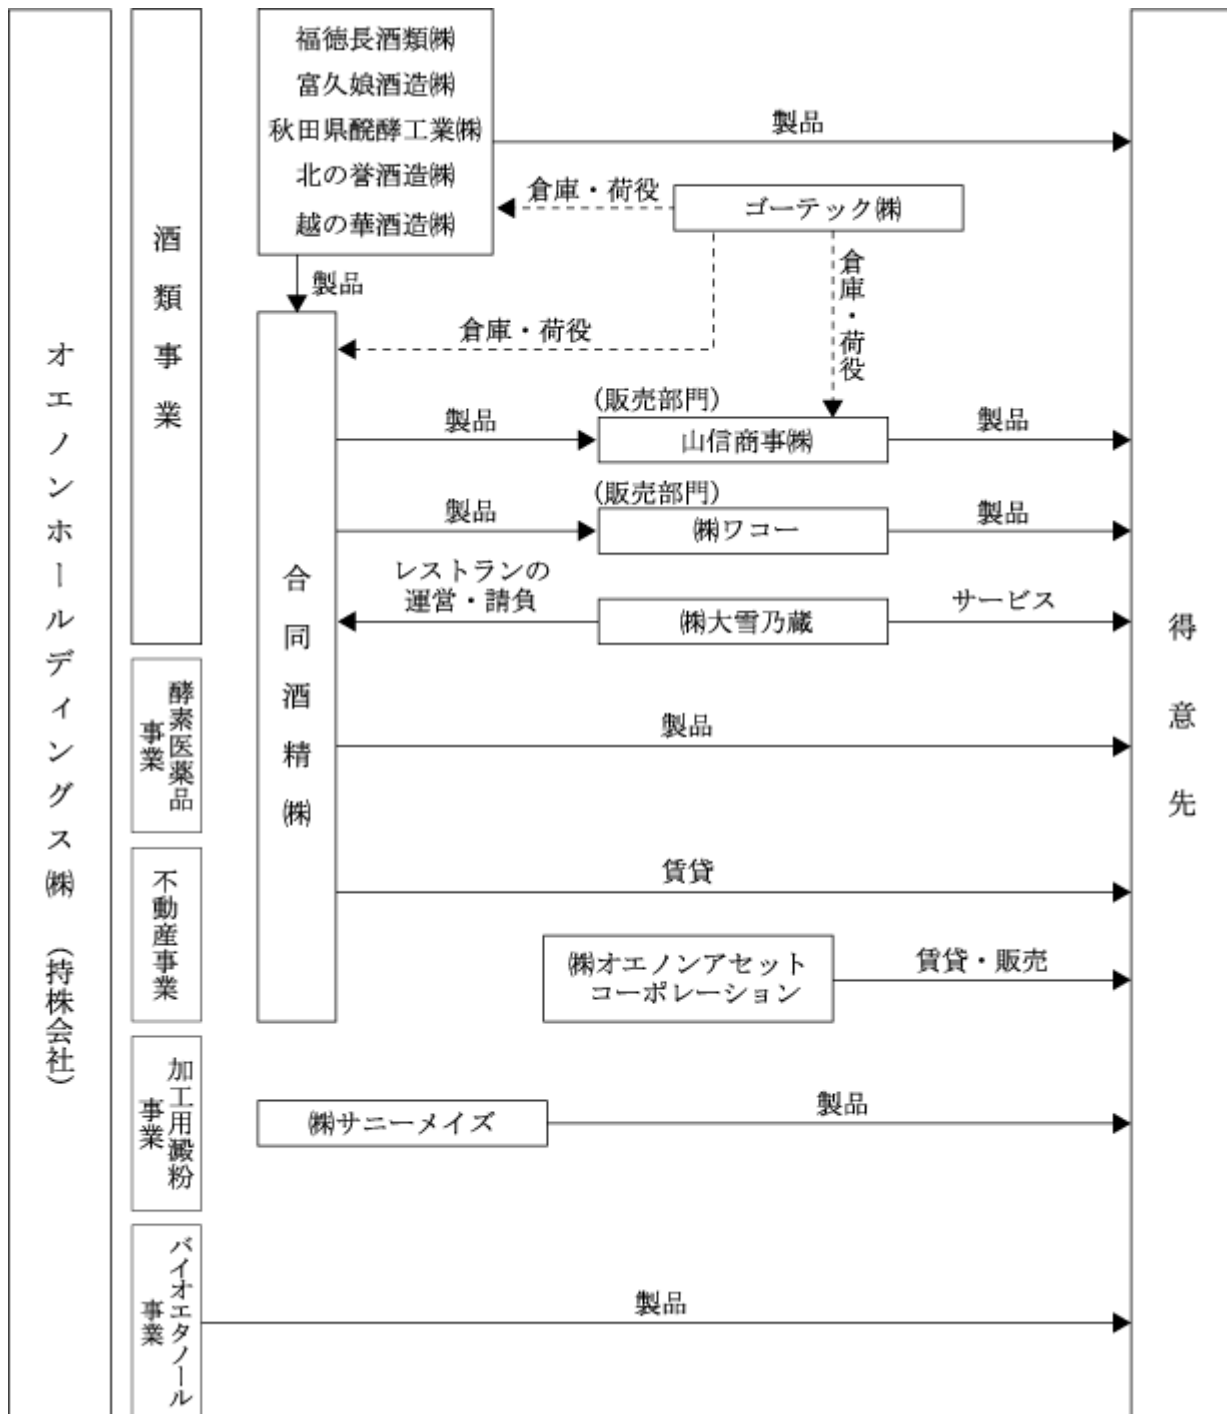 オエノンホールディングス㈱ （持株会社）
酒類事業
福徳長酒類㈱
富久娘酒造㈱
秋田県醗酵工業㈱
北の誉酒造㈱
越の華酒造㈱
製品
倉庫・荷役
ゴーテック㈱
製品
倉庫・荷役
倉庫・荷役
合同酒精㈱
製品
(販売部門)
山信商事㈱
製品
製品
(販売部門)
㈱ワコー
製品
レストランの
運営・請負
㈱大雪乃蔵
サービス
得意先
酵素医薬品
事業
製品
不動産事業
賃貸
㈱オエノンアセット
コーポレーション
賃貸・販売
加工用澱粉
事業
㈱サニーメイズ
製品
バイオエタノール
事業
製品